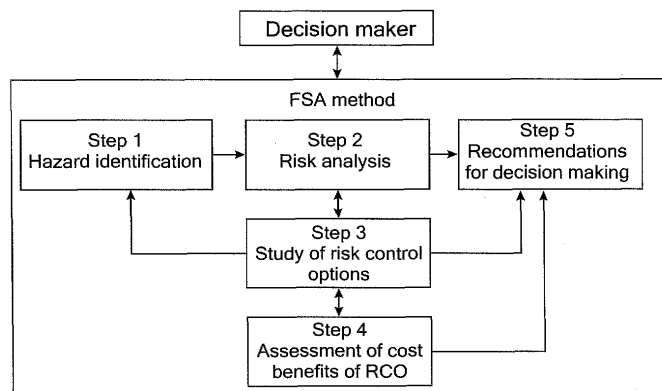 Decision maker
FSA method
Step 1
Hazard identification
Step 2
Risk analysis
Step 5
Recommendations
for decision making
Step 3
Study of risk control
options
Step 4
Assessment of cost
benefits of RCO